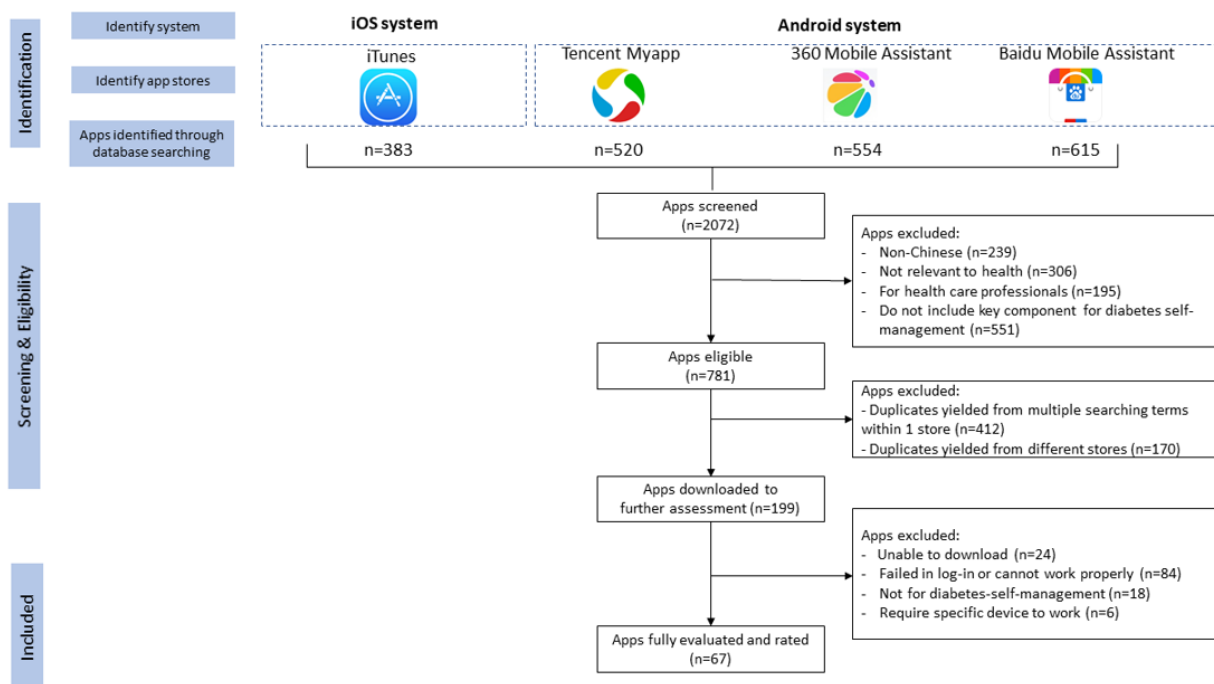 Identification
Identify system
iOS system
Android system
Identify app stores
iTunes
Tencent Myapp
360 Mobile Assistant
Baidu Mobile Assistant
Apps identified through
database searching
n=383
n=520
n=554
n=615
Screening & Eligibility
Apps screened
(n=2072)
Apps excluded:
- Non-Chinese (n=239)
- Not relevant to health (n=306)
- For health care professionals (n=195)
- Do not include key component for diabetes self-
management (n=551)
Apps eligible
(n=781)
Apps excluded:
- Duplicates yielded from multiple searching terms
within 1 store (n=412)
- Duplicates yielded from different stores (n=170)
Apps downloaded to
further assessment (n=199)
Apps excluded:
- Unable to download (n=24)
- Failed in log-in or cannot work properly (n=84)
- Not for diabetes-self-management (n=18)
- Require specific device to work (n=6)
Included
Apps fully evaluated and rated
(n=67)